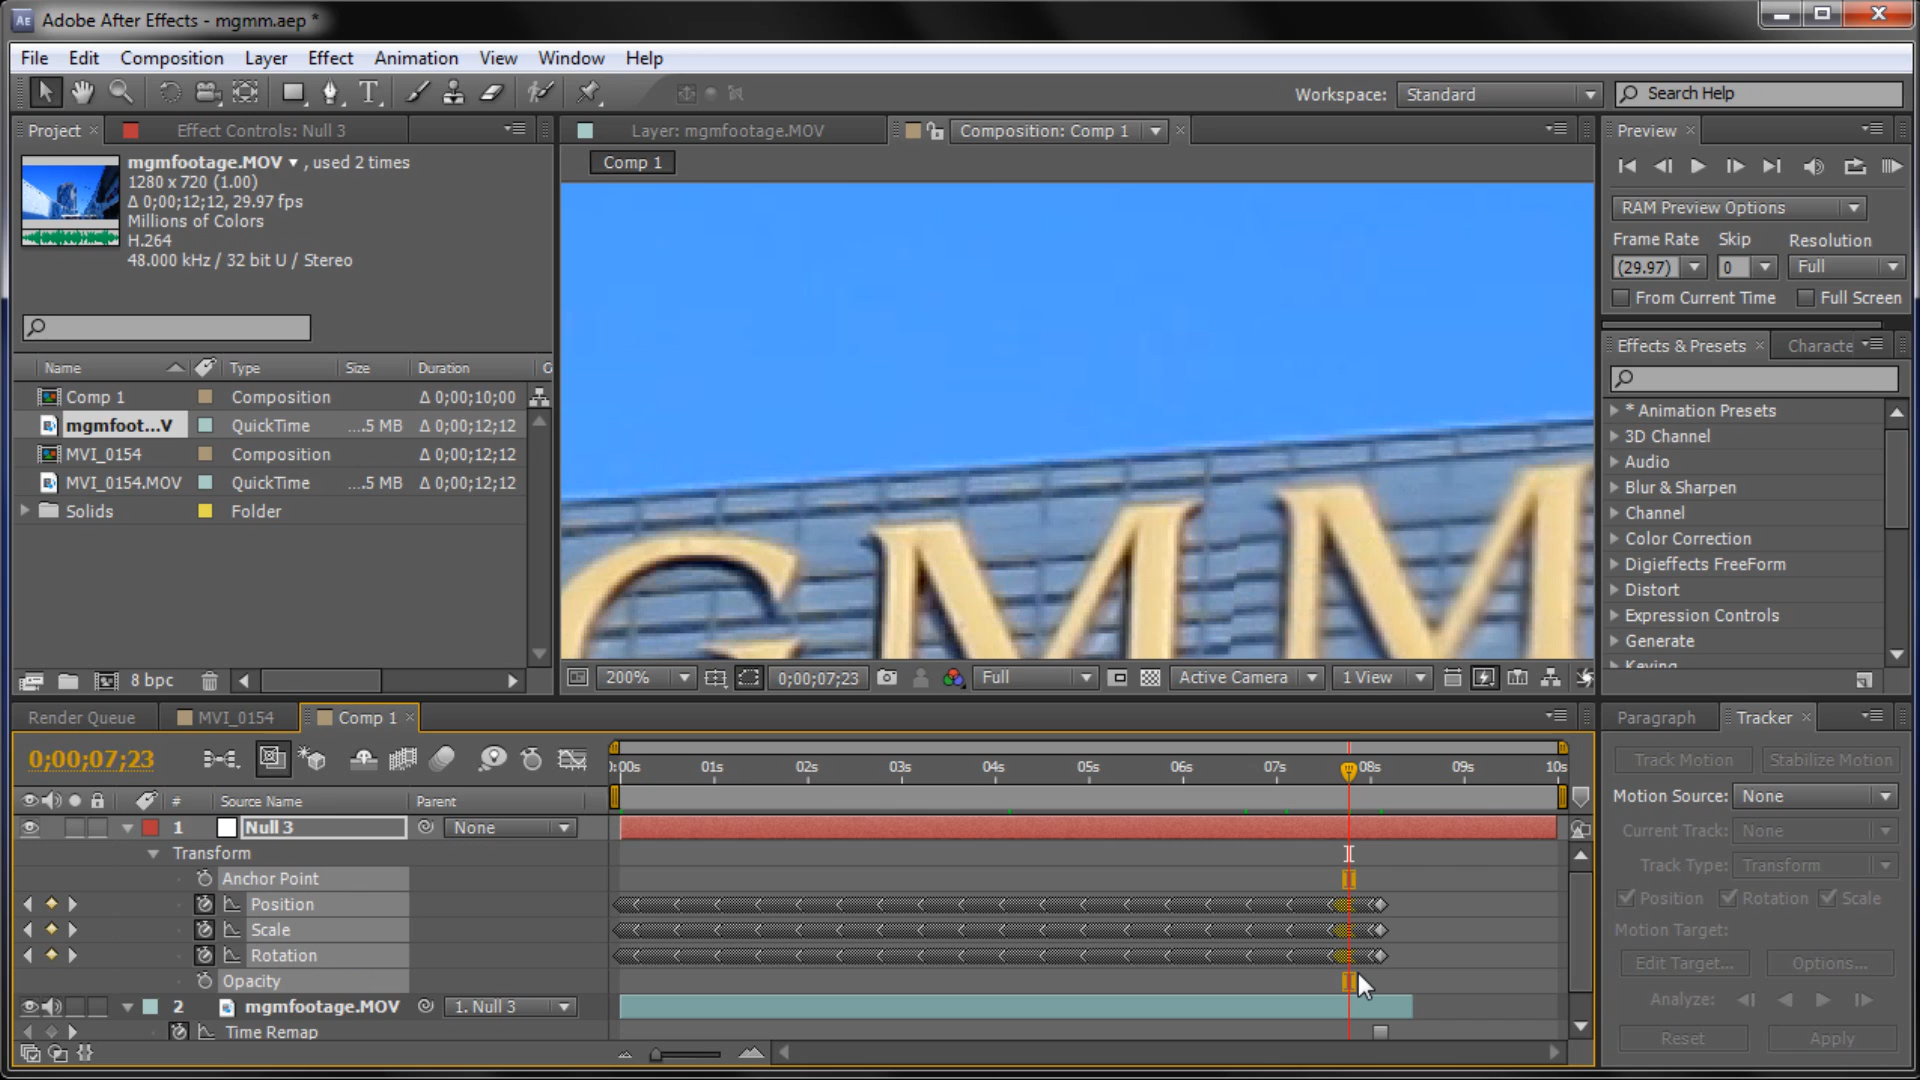 Adobe After Effects - mgmm.aep *
File Edit Composition Layer Effect Animation View Window Help
Workspace: Standard Search Help
Project Effect Controls: Null 3 Layer: mgmfootage.MOV Composition: Comp 1 Preview
mgmfootage.MOV , used 2 times
1280 x 720 (1.00)
Δ 0;00;12;12, 29.97 fps
Millions of Colors
H.264
48.000 kHz / 32 bit U / Stereo
Comp 1
RAM Preview Options
Frame Rate Skip Resolution
(29.97) 0 Full
From Current Time Full Screen
Effects & Presets Characte
Name Type Size Duration
Comp 1 Composition Δ 0;00;10;00
mgmfoot...V QuickTime ....5 MB Δ 0;00;12;12
MVI_0154 Composition Δ 0;00;12;12
MVI_0154.MOV QuickTime ....5 MB Δ 0;00;12;12
Solids Folder
GMM
* Animation Presets
3D Channel
Audio
Blur & Sharpen
Channel
Color Correction
Digieffects FreeForm
Distort
Expression Controls
Generate
Keying
8 bpc
200% 0;00;07;23 Full Active Camera 1 View
Render Queue MVI_0154 Comp 1
0;00;07;23
):00s 01s 02s 03s 04s 05s 06s 07s 08s 09s 10s
# Source Name Parent
1 Null 3 None
Transform
Anchor Point
Position
Scale
Rotation
Opacity
2 mgmfootage.MOV 1. Null 3
Time Remap
Paragraph Tracker
Track Motion Stabilize Motion
Motion Source: None
Current Track: None
Track Type: Transform
Position Rotation Scale
Motion Target:
Edit Target... Options...
Analyze:
Reset Apply